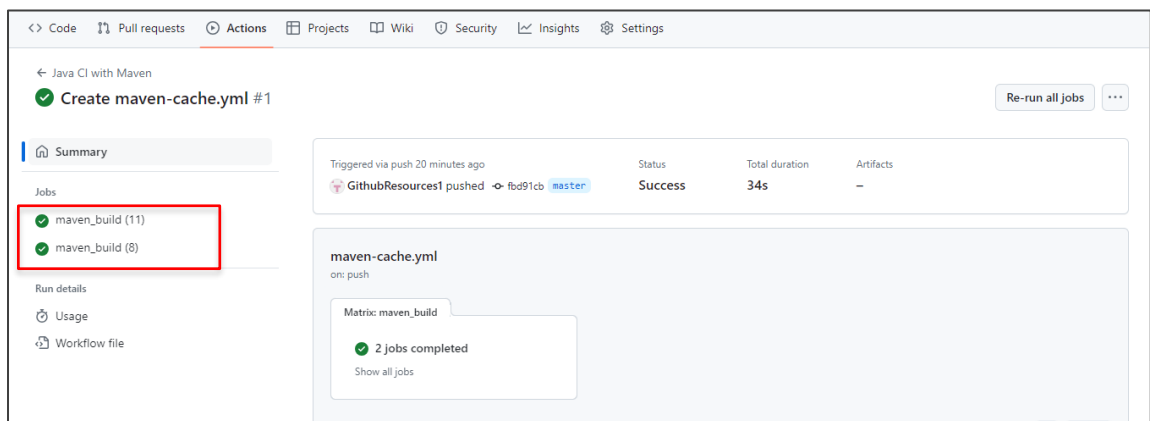 <> Code Pull requests Actions Projects Wiki Security Insights Settings
← Java CI with Maven
Create maven-cache.yml #1
Re-run all jobs ...
Summary
Jobs
maven_build (11)
maven_build (8)
Run details
Usage
Workflow file
Triggered via push 20 minutes ago
GithubResources1 pushed fbd91cb master
Status
Success
Total duration
34s
Artifacts
–
maven-cache.yml
on: push
Matrix: maven_build
2 jobs completed
Show all jobs